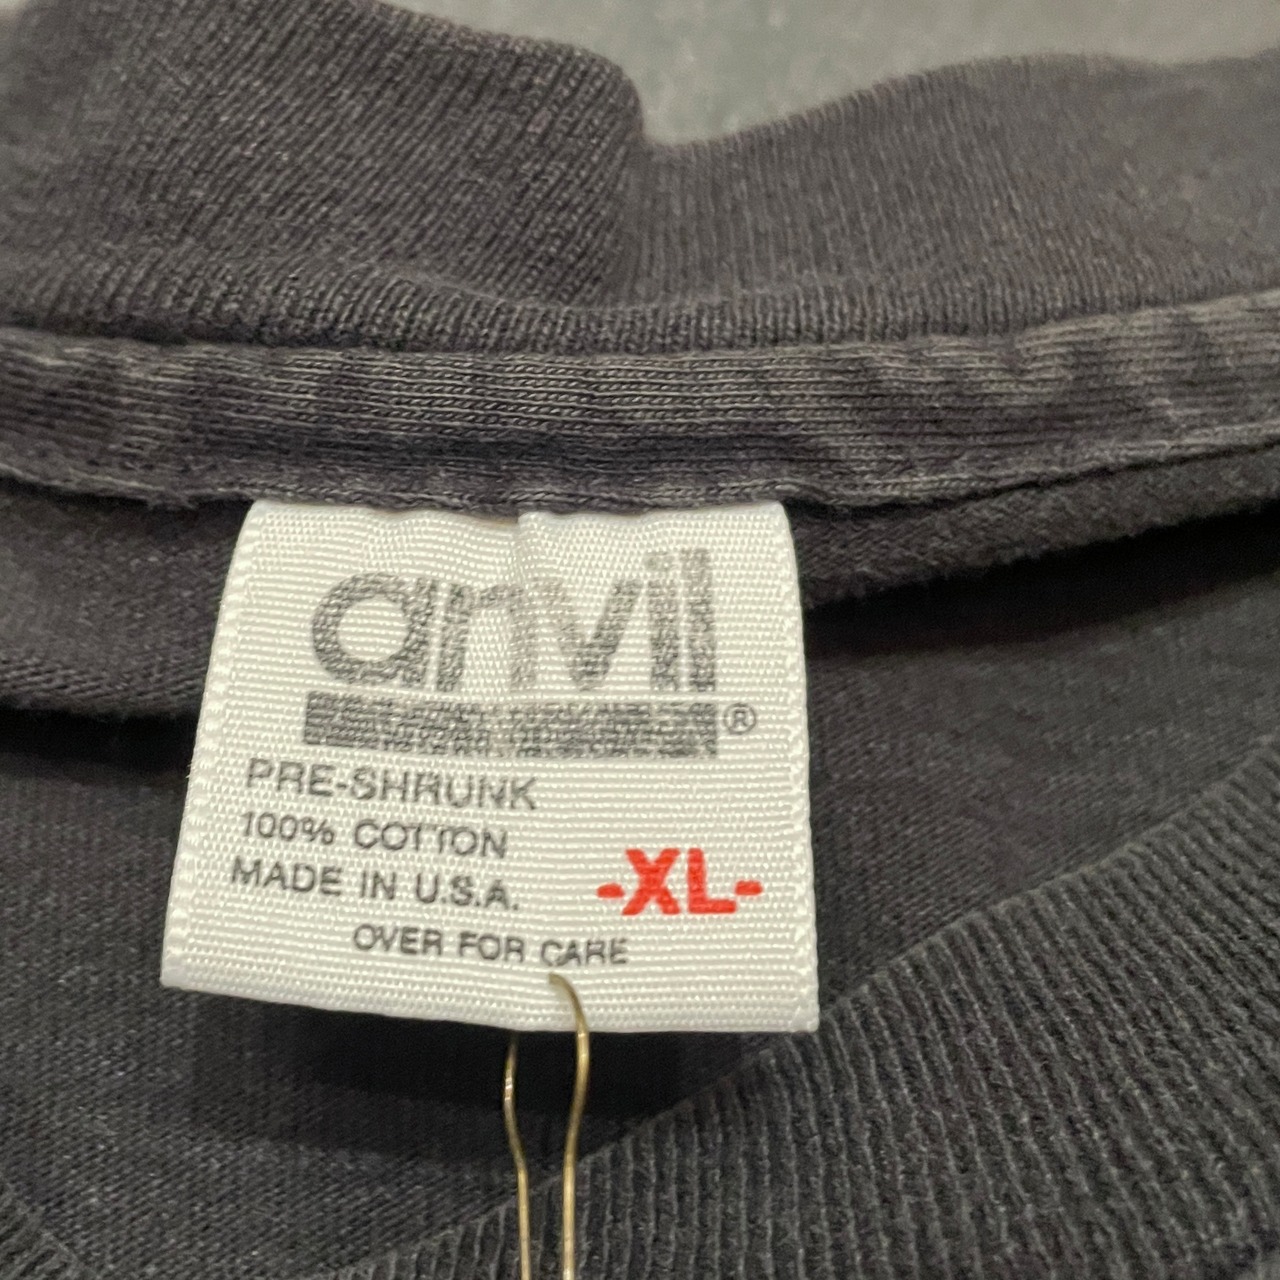 anvil
®
PRE-SHRUNK
100% COTTON
MADE IN U.S.A.
-XL-
OVER FOR CARE